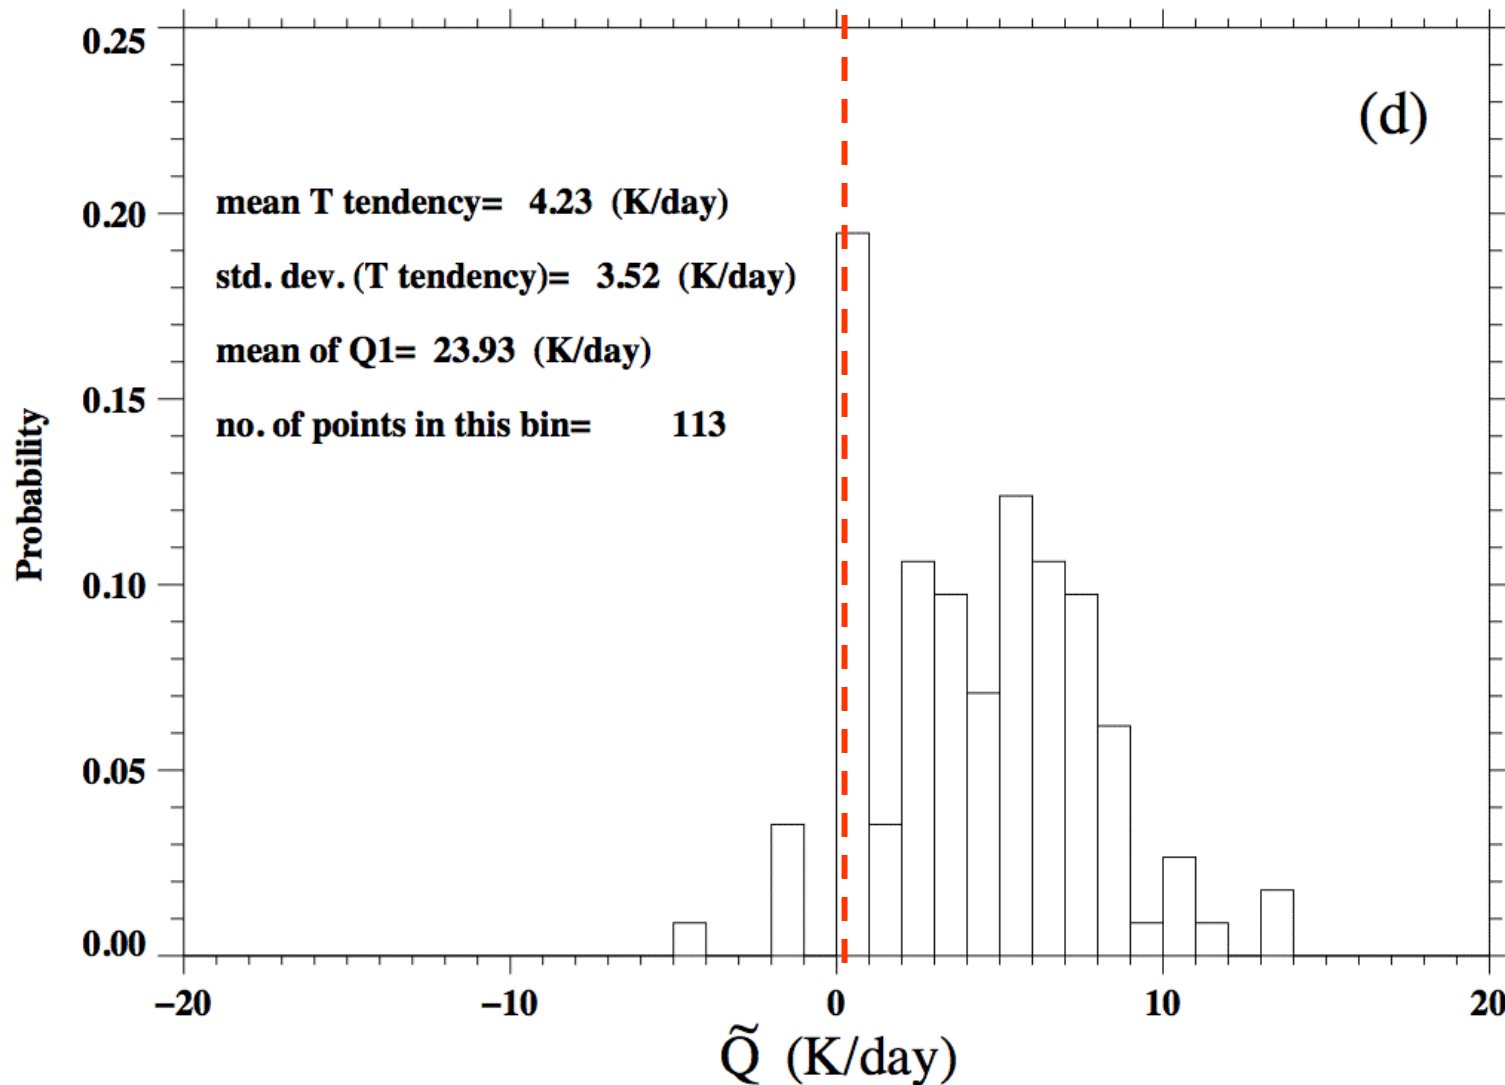 0.25
(d)
mean T tendency= 4.23 (K/day)
0.20
std. dev. (T tendency)= 3.52 (K/day)
mean of Q1= 23.93 (K/day)
0.15
no. of points in this bin= 113
Probability
0.10
0.05
0.00
−20 −10 0 10 20
Q̃ (K/day)